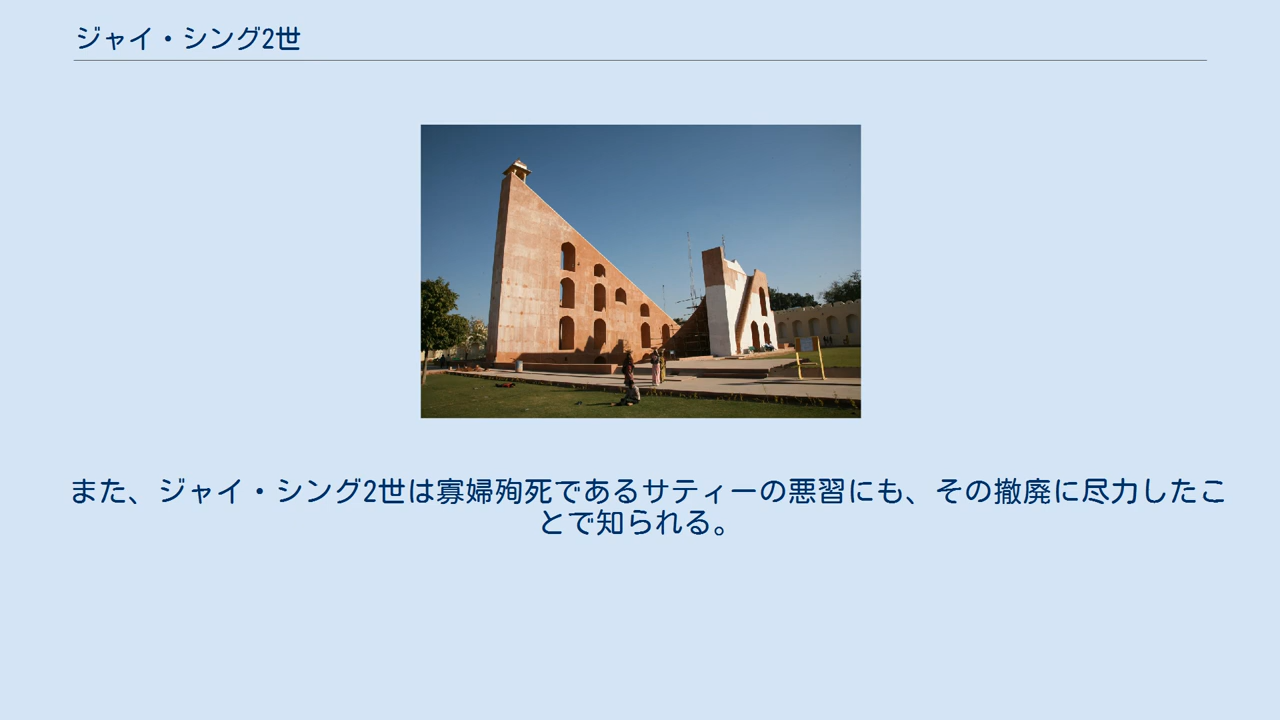 ジャイ・シング2世
また、ジャイ・シング2世は寡婦殉死であるサティーの悪習にも、その撤廃に尽力したこ
とで知られる。